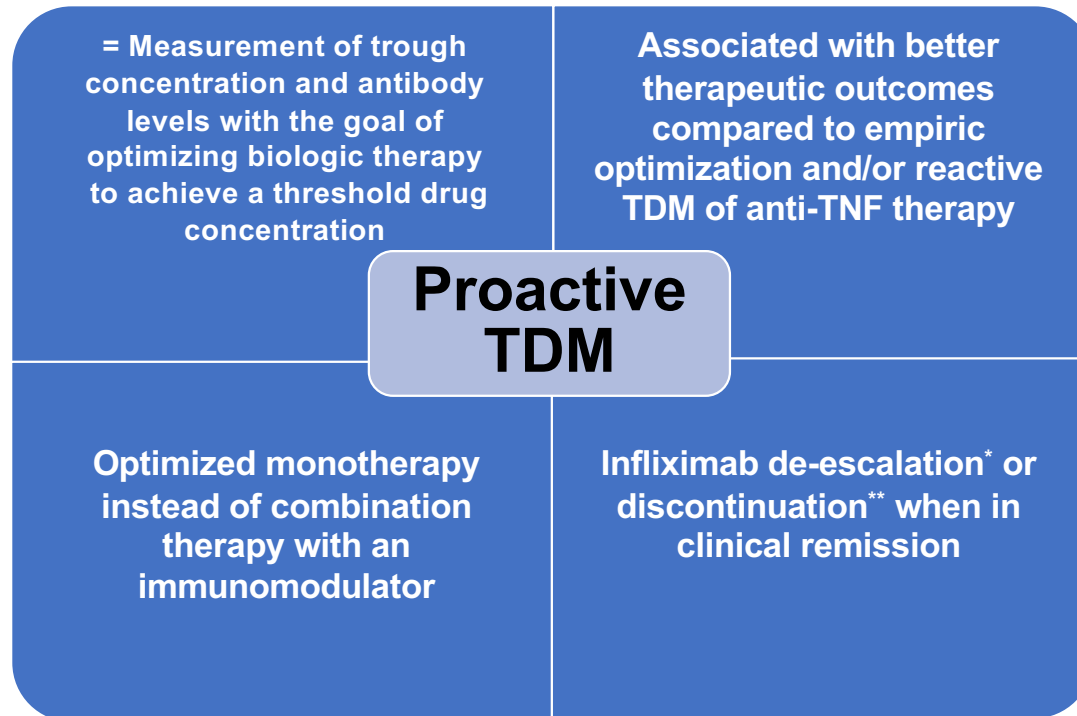 = Measurement of trough
concentration and antibody
levels with the goal of
optimizing biologic therapy
to achieve a threshold drug
concentration
Associated with better
therapeutic outcomes
compared to empiric
optimization and/or reactive
TDM of anti-TNF therapy
Proactive
TDM
Optimized monotherapy
instead of combination
therapy with an
immunomodulator
Infliximab de-escalation* or
discontinuation** when in
clinical remission